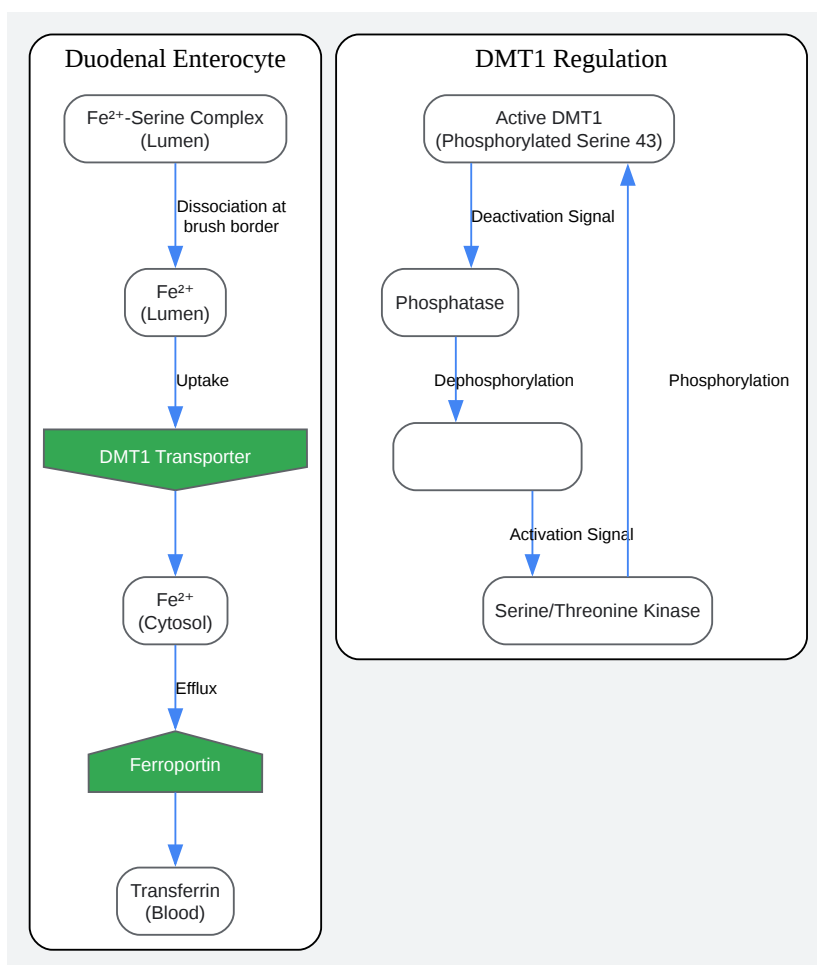 Duodenal Enterocyte
Fe²⁺-Serine Complex
(Lumen)
Dissociation at
brush border
Fe²⁺
(Lumen)
Uptake
DMT1 Transporter
Fe²⁺
(Cytosol)
Efflux
Ferroportin
Transferrin
(Blood)
DMT1 Regulation
Active DMT1
(Phosphorylated Serine 43)
Deactivation Signal
Phosphatase
Dephosphorylation
Phosphorylation
Activation Signal
Serine/Threonine Kinase